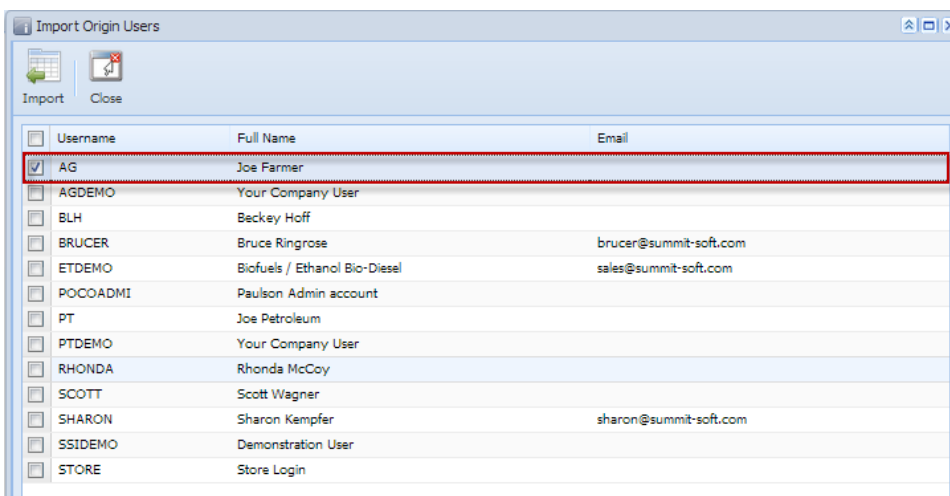 Import Origin Users
Import Close
Username Full Name Email
AG Joe Farmer
AGDEMO Your Company User
BLH Beckey Hoff
BRUCER Bruce Ringrose brucer@summit-soft.com
ETDEMO Biofuels / Ethanol Bio-Diesel sales@summit-soft.com
POCOADMI Paulson Admin account
PT Joe Petroleum
PTDEMO Your Company User
RHONDA Rhonda McCoy
SCOTT Scott Wagner
SHARON Sharon Kempfer sharon@summit-soft.com
SSIDEMO Demonstration User
STORE Store Login